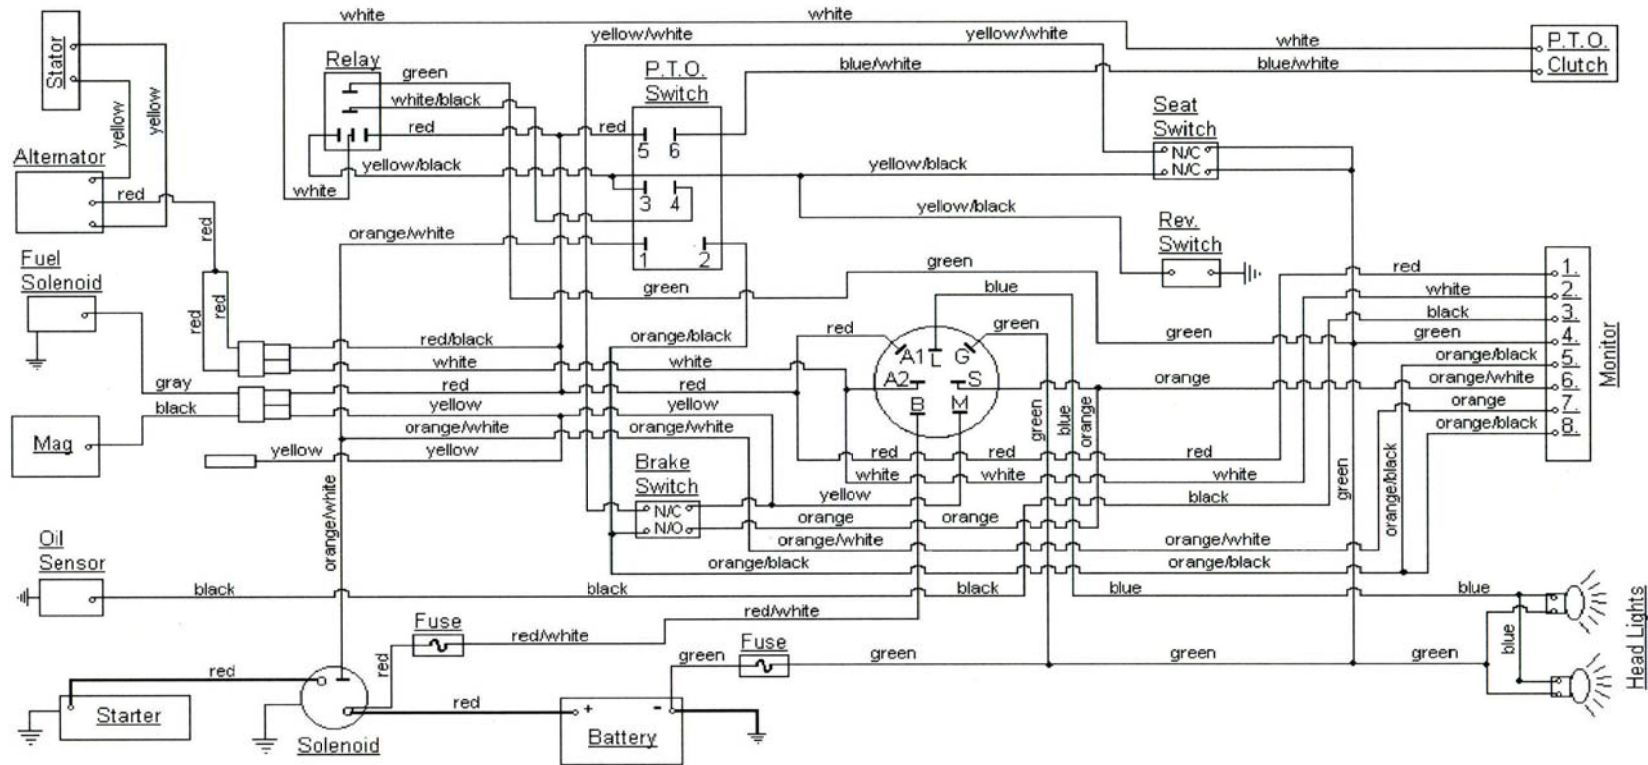 white
white
yellow/white
yellow/white
white
P.T.O.
Clutch
Stator
Relay
green
P.T.O.
Switch
blue/white
blue/white
yellow
yellow
white/black
Seat
Switch
red
red
5
6
N/C
N/C
Alternator
yellow/black
yellow/black
red
white
3
4
yellow/black
Rev.
Switch
red
orange/white
1
2
Fuel
Solenoid
green
green
blue
red
1.
white
2.
black
3.
green
green
4.
red
red
red
green
orange/black
red/black
A1
L
G
orange/black
5.
white
white
A2
S
orange
orange/white
6.
gray
red
red
B
M
orange
7.
black
yellow
yellow
orange/black
8.
Monitor
Mag
orange/white
orange/white
green
blue
orange
yellow
yellow
red
red
red
Brake
Switch
white
white
white
N/C
N/O
yellow
black
green
orange/black
orange
orange
orange/white
orange/white
orange/white
Oil
Sensor
orange/black
orange/black
black
black
black
blue
blue
Fuse
red/white
red/white
Fuse
red
green
green
green
green
blue
Head Lights
red
Starter
Solenoid
red
+
-
Battery